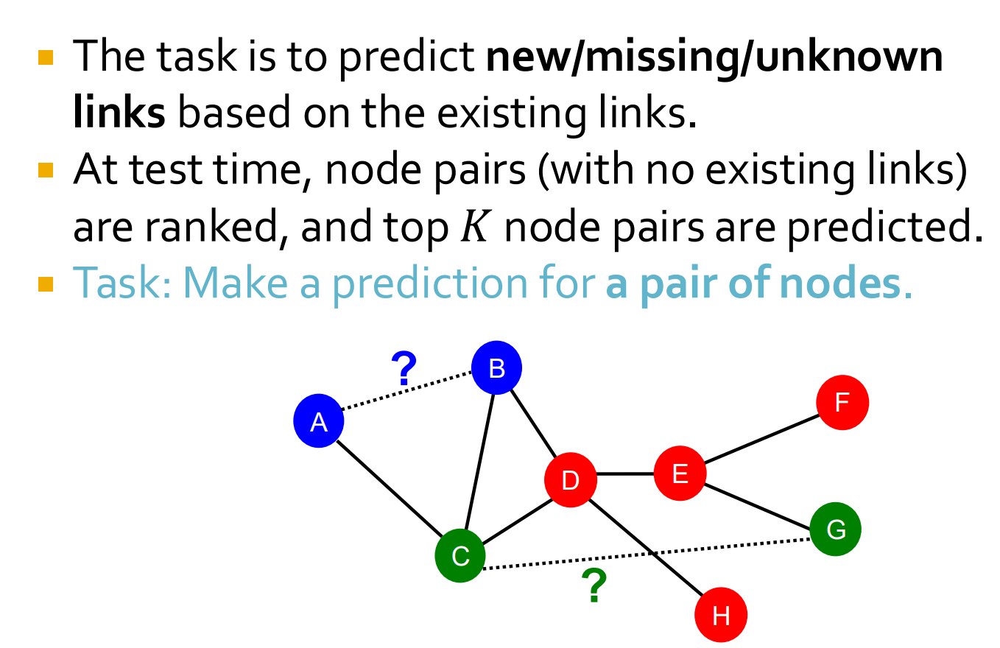 The task is to predict new/missing/unknown
links based on the existing links.
At test time, node pairs (with no existing links)
are ranked, and top K node pairs are predicted.
Task: Make a prediction for a pair of nodes.
?
B
A
F
D
E
G
C
?
H